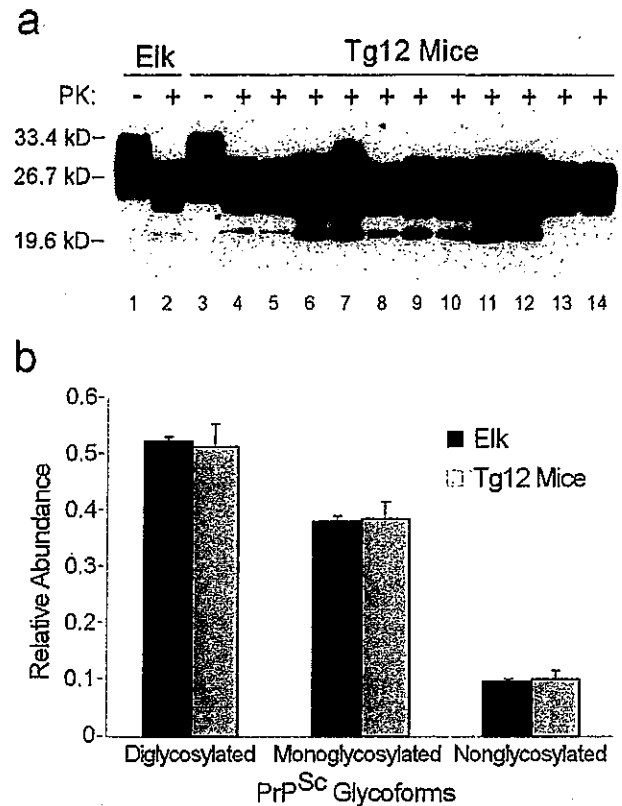 a
Elk Tg12 Mice
PK: - + - + + + + + + + + + + +
33.4 kD-
26.7 kD-
19.6 kD-
1 2 3 4 5 6 7 8 9 10 11 12 13 14
b
0.6-
0.5-
0.4-
0.3-
0.2-
0.1-
0-
Relative Abundance
Elk
Tg12 Mice
Diglycosylated Monoglycosylated Nonglycosylated
PrPSc Glycoforms